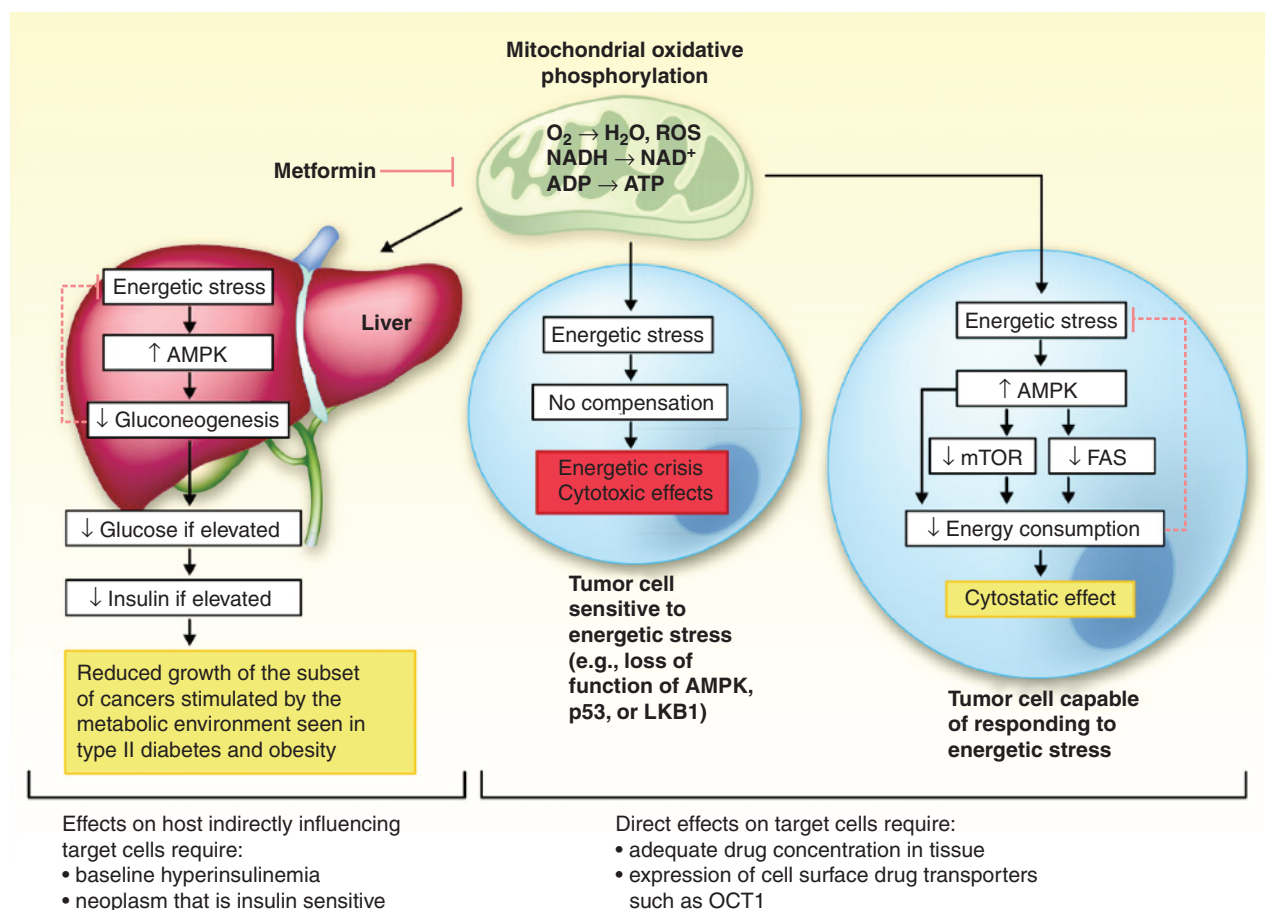 Mitochondrial oxidative
phosphorylation
O₂ → H₂O, ROS
NADH → NAD⁺
ADP → ATP
Metformin
Liver
Energetic stress
↑ AMPK
↓ Gluconeogenesis
↓ Glucose if elevated
↓ Insulin if elevated
Reduced growth of the subset
of cancers stimulated by the
metabolic environment seen in
type II diabetes and obesity
Energetic stress
No compensation
Energetic crisis
Cytotoxic effects
Tumor cell
sensitive to
energetic stress
(e.g., loss of
function of AMPK,
p53, or LKB1)
Energetic stress
↑ AMPK
↓ mTOR
↓ FAS
↓ Energy consumption
Cytostatic effect
Tumor cell capable
of responding to
energetic stress
Effects on host indirectly influencing
target cells require:
• baseline hyperinsulinemia
• neoplasm that is insulin sensitive
Direct effects on target cells require:
• adequate drug concentration in tissue
• expression of cell surface drug transporters
such as OCT1